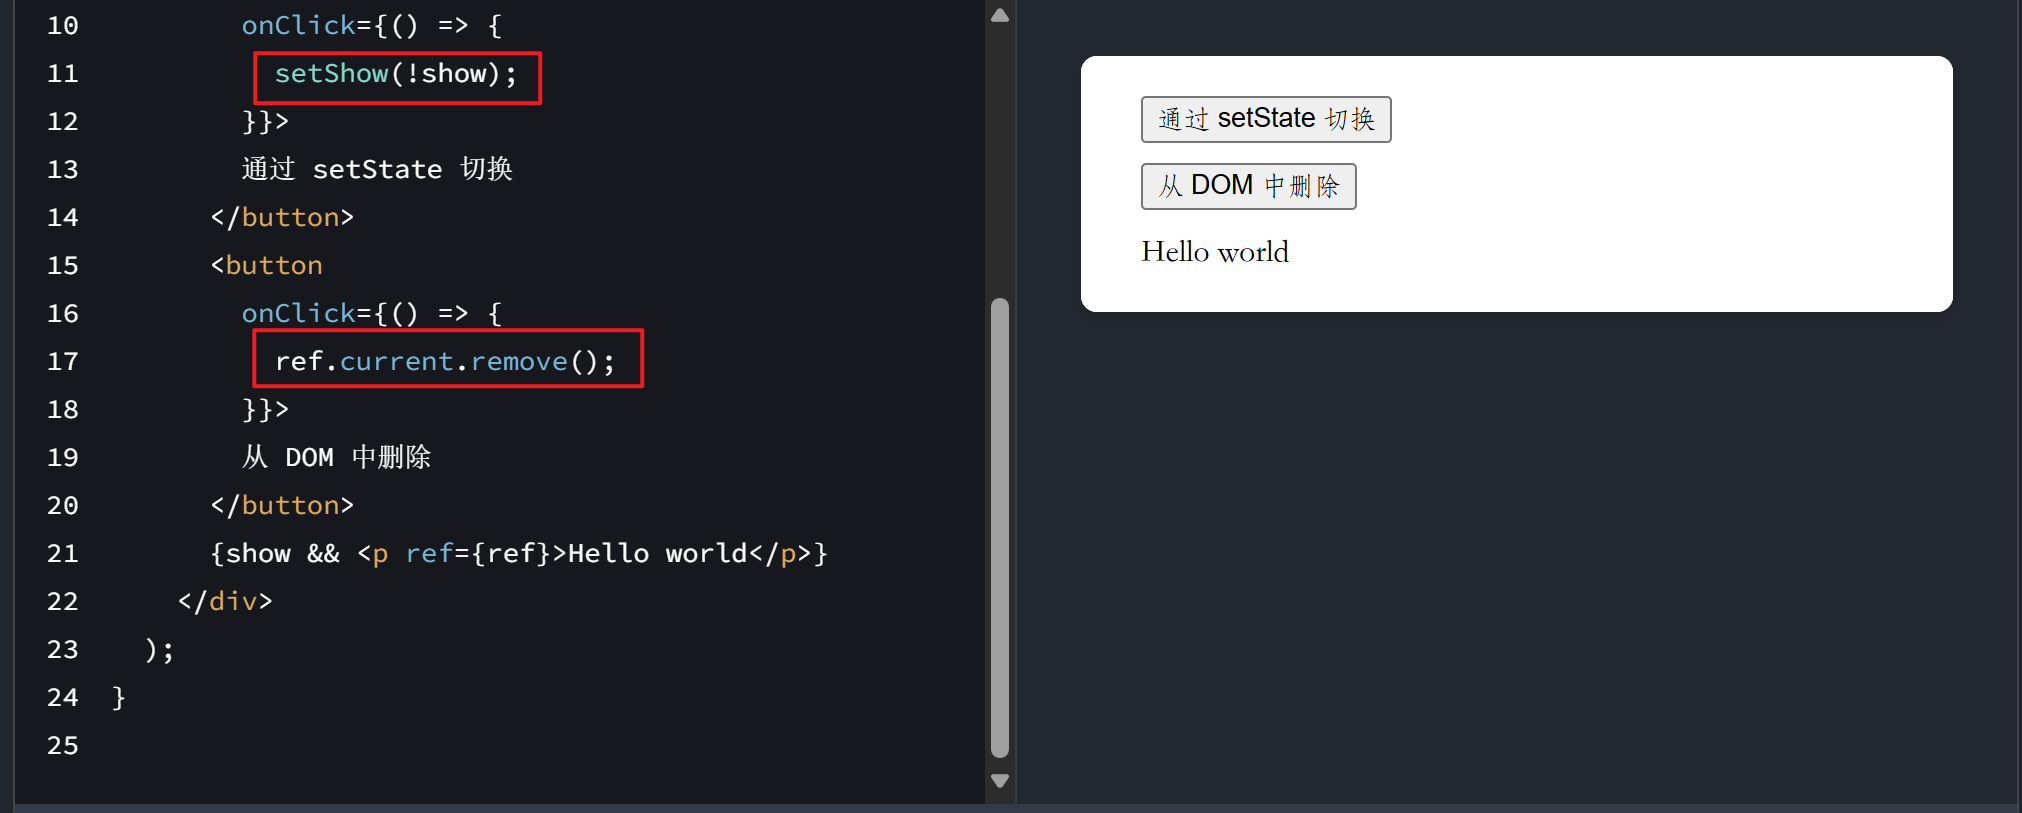 10 onClick={() => {
11 setShow(!show);
12 }}>
13 通过 setState 切换
14 </button>
15 <button
16 onClick={() => {
17 ref.current.remove();
18 }}>
19 从 DOM 中删除
20 </button>
21 {show && <p ref={ref}>Hello world</p>}
22 </div>
23 );
24 }
25
通过 setState 切换
从 DOM 中删除
Hello world